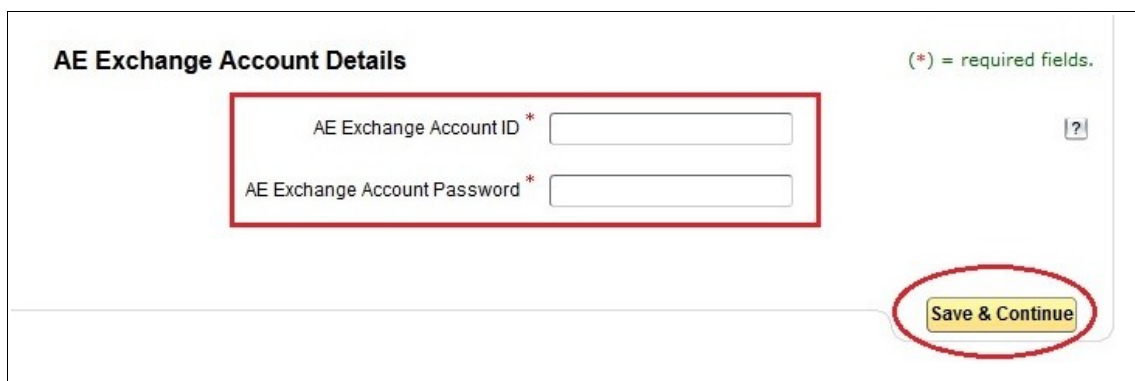 AE Exchange Account Details
(*) = required fields.
AE Exchange Account ID *
?
AE Exchange Account Password *
Save & Continue